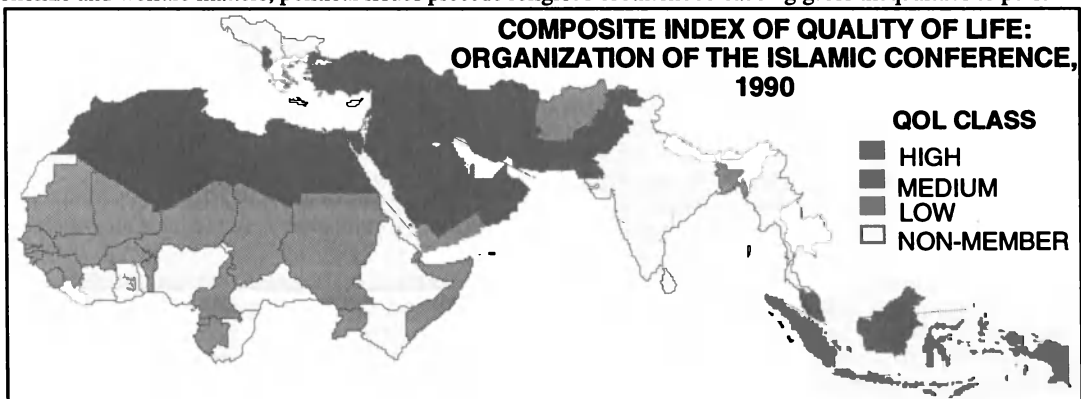 COMPOSITE INDEX OF QUALITY OF LIFE:
ORGANIZATION OF THE ISLAMIC CONFERENCE,
1990
QOL CLASS
HIGH
MEDIUM
LOW
NON-MEMBER